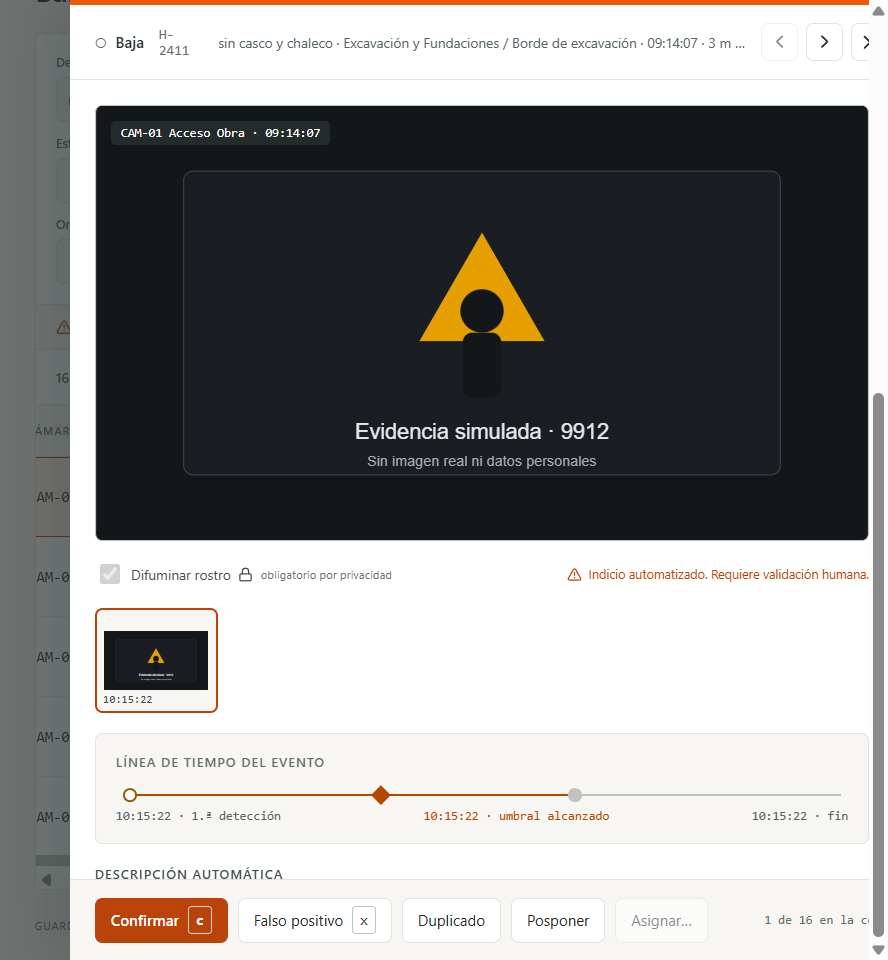 Baja
H-
2411
sin casco y chaleco · Excavación y Fundaciones / Borde de excavación · 09:14:07 · 3 m ...
CAM-01 Acceso Obra · 09:14:07
Evidencia simulada · 9912
Sin imagen real ni datos personales
Difuminar rostro
obligatorio por privacidad
Indicio automatizado. Requiere validación humana.
10:15:22
LÍNEA DE TIEMPO DEL EVENTO
10:15:22 · 1.ª detección
10:15:22 · umbral alcanzado
10:15:22 · fin
DESCRIPCIÓN AUTOMÁTICA
Confirmar c
Falso positivo x
Duplicado
Posponer
Asignar...
1 de 16 en la
16